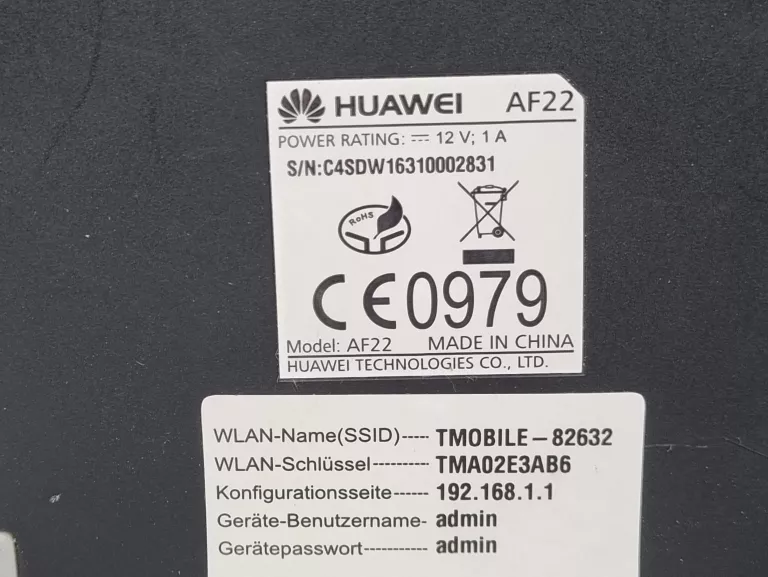 HUAWEI AF22
POWER RATING: ⎓ 12 V; 1 A
S/N:C4SDW16310002831
RoHS
CE0979
Model: AF22 MADE IN CHINA
HUAWEI TECHNOLOGIES CO., LTD.
WLAN-Name(SSID)---- TMOBILE-82632
WLAN-Schlüssel--------- TMA02E3AB6
Konfigurationsseite------ 192.168.1.1
Geräte-Benutzername- admin
Gerätepasswort----------- admin